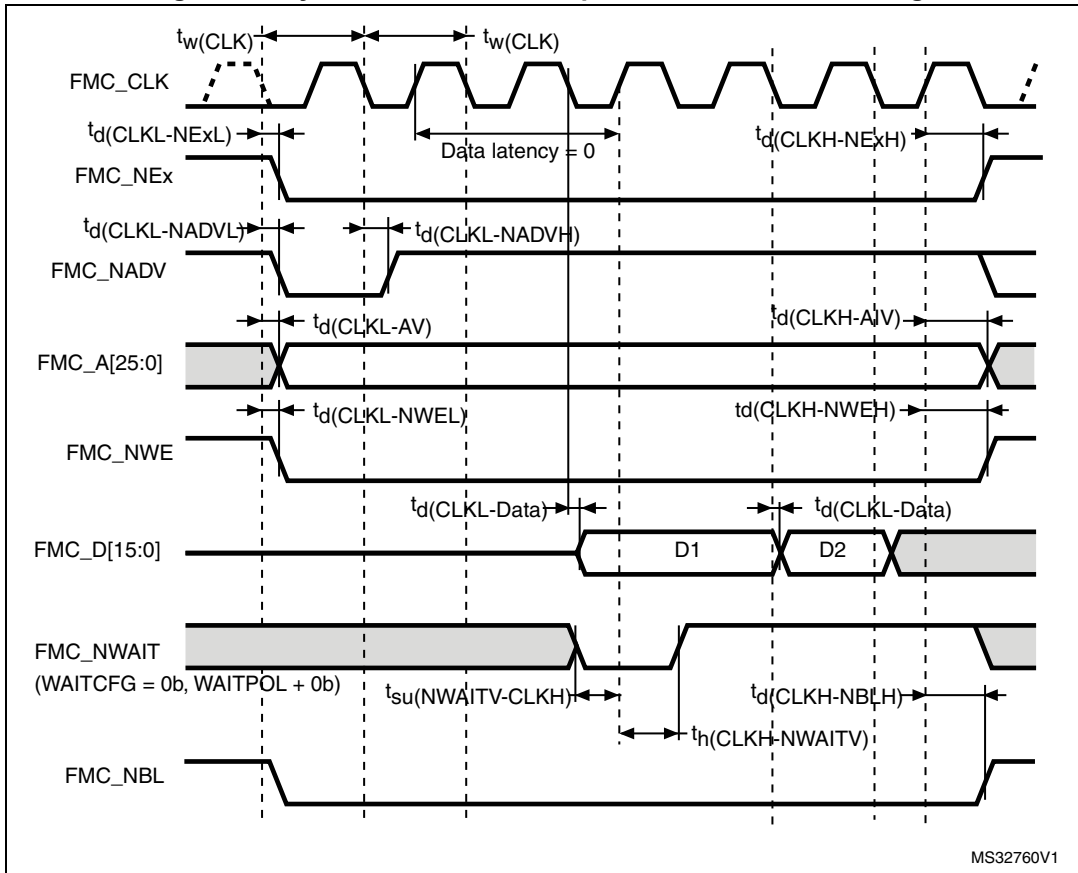 tw(CLK)
tw(CLK)
FMC_CLK
td(CLKL-NExL)
Data latency = 0
td(CLKH-NExH)
FMC_NEx
td(CLKL-NADVL)
td(CLKL-NADVH)
FMC_NADV
td(CLKL-AV)
td(CLKH-AIV)
FMC_A[25:0]
td(CLKL-NWEL)
td(CLKH-NWEH)
FMC_NWE
td(CLKL-Data)
td(CLKL-Data)
FMC_D[15:0]
D1
D2
FMC_NWAIT
(WAITCFG = 0b, WAITPOL + 0b)
tsu(NWAITV-CLKH)
td(CLKH-NBLH)
th(CLKH-NWAITV)
FMC_NBL
MS32760V1